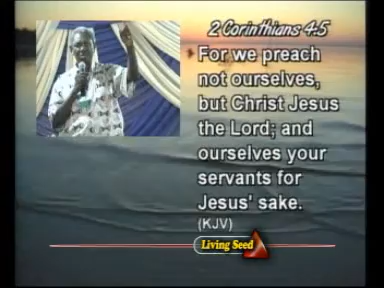 2 Corinthians 4:5
For we preach
not ourselves,
but Christ Jesus
the Lord; and
ourselves your
servants for
Jesus' sake.
(KJV)
Living Seed